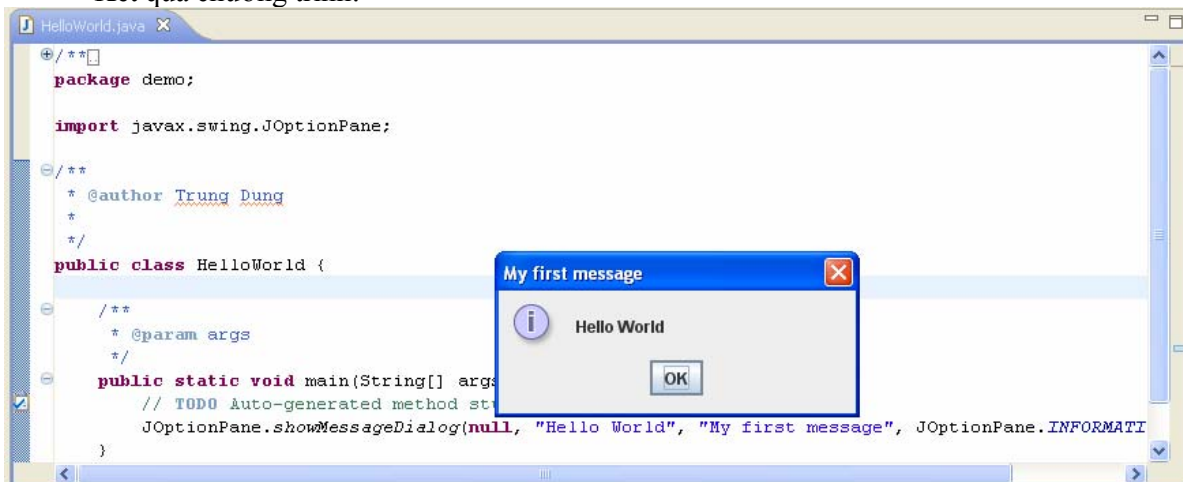 Kết quả chương trình:
HelloWorld.java
/**
package demo;
import javax.swing.JOptionPane;
/**
* @author Trung Dung
*
*/
public class HelloWorld {
/**
* @param args
*/
public static void main(String[] args
// TODO Auto-generated method st
JOptionPane.showMessageDialog(null, "Hello World", "My first message", JOptionPane.INFORMATI
}
My first message
Hello World
OK